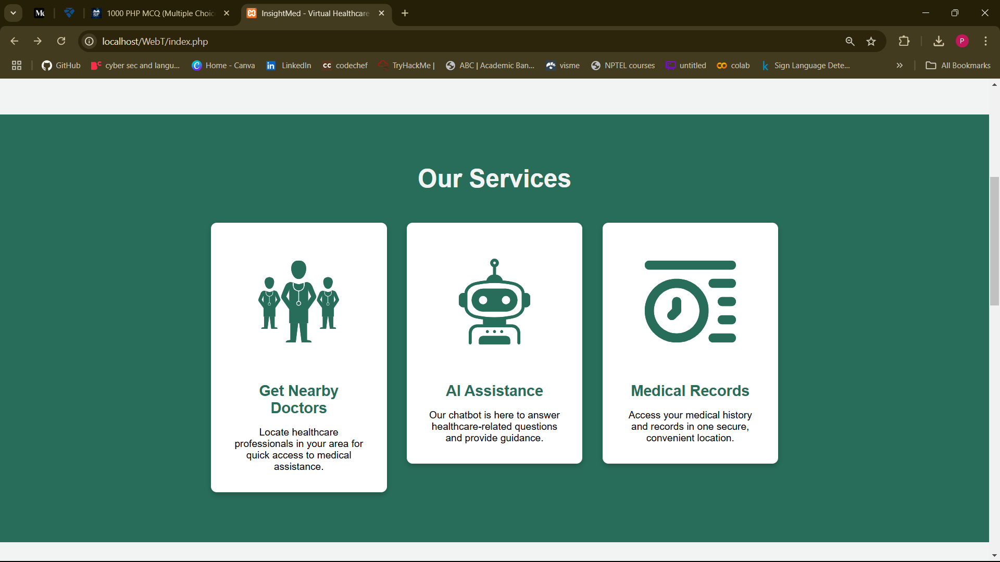 1000 PHP MCQ (Multiple Choic
InsightMed - Virtual Healthcare
localhost/WebT/index.php
P
GitHub
cyber sec and langu...
Home - Canva
in LinkedIn
cc codechef
TryHackMe |
ABC | Academic Ban...
visme
NPTEL courses
untitled
colab
k Sign Language Dete...
All Bookmarks
Our Services
Get Nearby
Doctors
Locate healthcare
professionals in your area for
quick access to medical
assistance.
AI Assistance
Our chatbot is here to answer
healthcare-related questions
and provide guidance.
Medical Records
Access your medical history
and records in one secure,
convenient location.